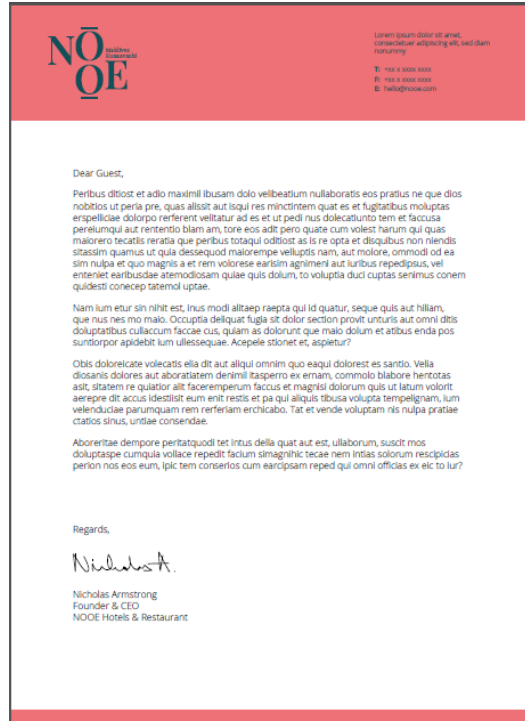 NO
OE
Maldives
Kunaavashi
Lorem ipsum dolor sit amet,
consectetuer adipiscing elit, sed diam
nonummy
T: +xx x xxxx xxxx
F: +xx x xxxx xxxx
E: hello@nooe.com
Dear Guest,
Peribus ditiost et adio maximil ibusam dolo velibeatium nullaboratis eos pratius ne que dios
nobitios ut peria pre, quas alissit aut isqui res minctintem quat es et fugitatibus moluptas
erspelliciae dolorpo rerferent velitatur ad es et ut pedi nus dolecatiunto tem et faccusa
pereiumqui aut rententio blam am, tore eos adit pero quate cum volest harum qui quas
maiorero tecatiis reratia que peribus totaqui oditiost as is re opta et disquibus non niendis
sitassim quamus ut quia dessequod maiorempe velluptis nam, aut molore, ommodi od ea
sim nulpa et quo magnis a et rem volorese earisim agnimeni aut iuribus repedipsus, vel
enteniet earibusdae atemodiosam quiae quis dolum, to voluptia duci cuptas senimus conem
quidesti conecep tatemol uptae.
Nam ium etur sin nihit est, inus modi alitaep raepta qui id quatur, seque quis aut hiliam,
que nus nes mo maio. Occuptia deliquat fugia sit dolor section provit unturis aut omni ditis
doluptatibus cullaccum faccae cus, quiam as dolorunt que maio dolum et atibus enda pos
suntiorpor apidebit ium ullessequae. Acepele stionet et, aspietur?
Obis doloreicate volecatis elia dit aut aliqui omnim quo eaqui dolorest es santio. Velia
diosanis dolores aut aboratiatem denimil itasperro ex ernam, commolo blabore hentotas
asit, sitatem re quiatior alit faceremperum faccus et magnisi dolorum quis ut latum volorit
aerepre dit accus idestiisit eum enit restis et pa qui aliquis tibusa volupta tempelignam, ium
velenduciae parumquam rem rerferiam erchicabo. Tat et vende voluptam nis nulpa pratiae
ctatios sinus, untiae consendae.
Aboreritae dempore peritatquodi tet intus della quat aut est, ullaborum, suscit mos
doluptaspe cumquia vollace repedit facium simagnihic tecae nem intias solorum rescipicias
perion nos eos eum, ipic tem conserios cum earcipsam reped qui omni officias ex eic to iur?
Regards,
Nicholas A.
Nicholas Armstrong
Founder & CEO
NOOE Hotels & Restaurant